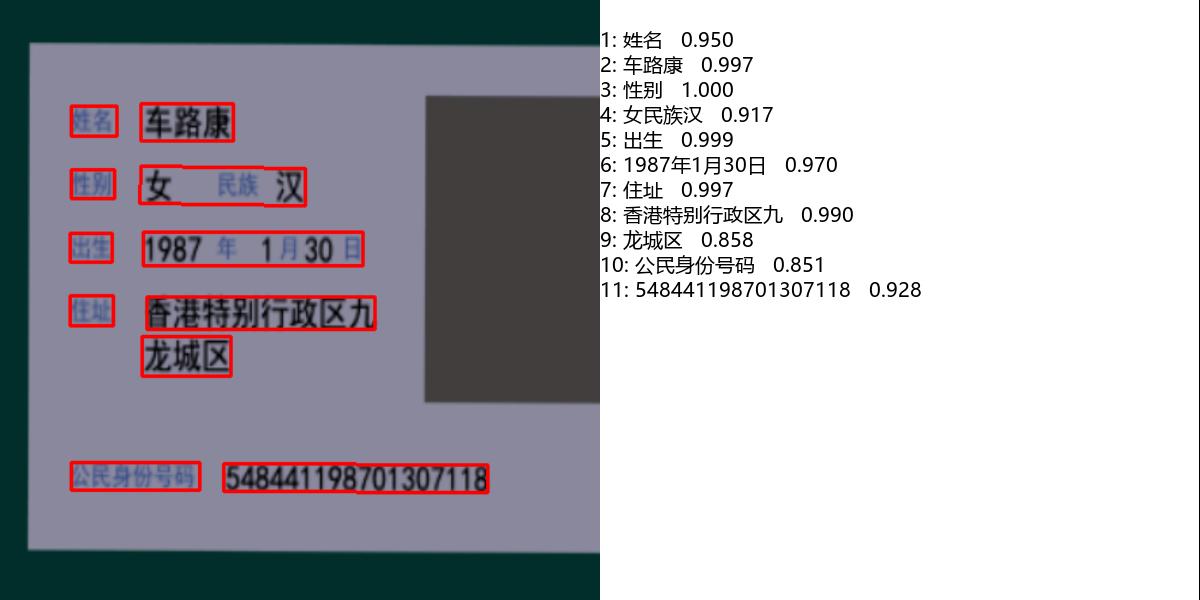 姓名 车路康
性别 女 民族 汉
出生 1987 年 1 月 30 日
住址 香港特别行政区九
龙城区
公民身份号码 548441198701307118
1: 姓名 0.950
2: 车路康 0.997
3: 性别 1.000
4: 女民族汉 0.917
5: 出生 0.999
6: 1987年1月30日 0.970
7: 住址 0.997
8: 香港特别行政区九 0.990
9: 龙城区 0.858
10: 公民身份号码 0.851
11: 548441198701307118 0.928